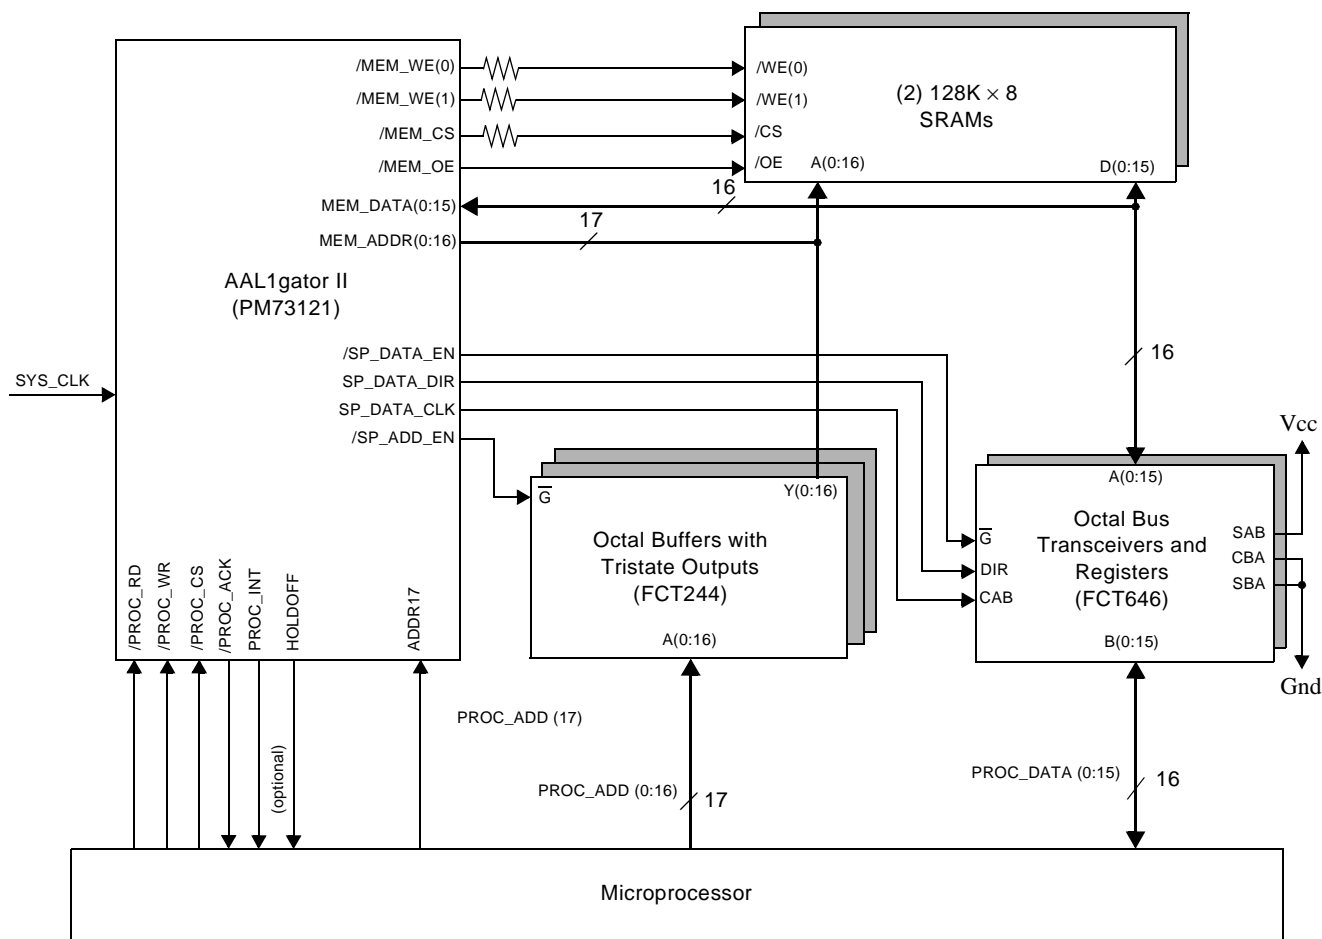 /MEM_WE(0)
/MEM_WE(1)
/MEM_CS
/MEM_OE
MEM_DATA(0:15)
MEM_ADDR(0:16)
AAL1gator II
(PM73121)
/SP_DATA_EN
SP_DATA_DIR
SP_DATA_CLK
/SP_ADD_EN
SYS_CLK
/PROC_RD
/PROC_WR
/PROC_CS
/PROC_ACK
PROC_INT
HOLDOFF
ADDR17
(optional)
/WE(0)
/WE(1)
/CS
/OE
A(0:16)
(2) 128K × 8
SRAMs
D(0:15)
16
17
16
G
Y(0:16)
Octal Buffers with
Tristate Outputs
(FCT244)
A(0:16)
A(0:15)
G
DIR
CAB
Octal Bus
Transceivers and
Registers
(FCT646)
SAB
CBA
SBA
B(0:15)
Vcc
Gnd
PROC_ADD (17)
PROC_ADD (0:16)
17
PROC_DATA (0:15)
16
Microprocessor